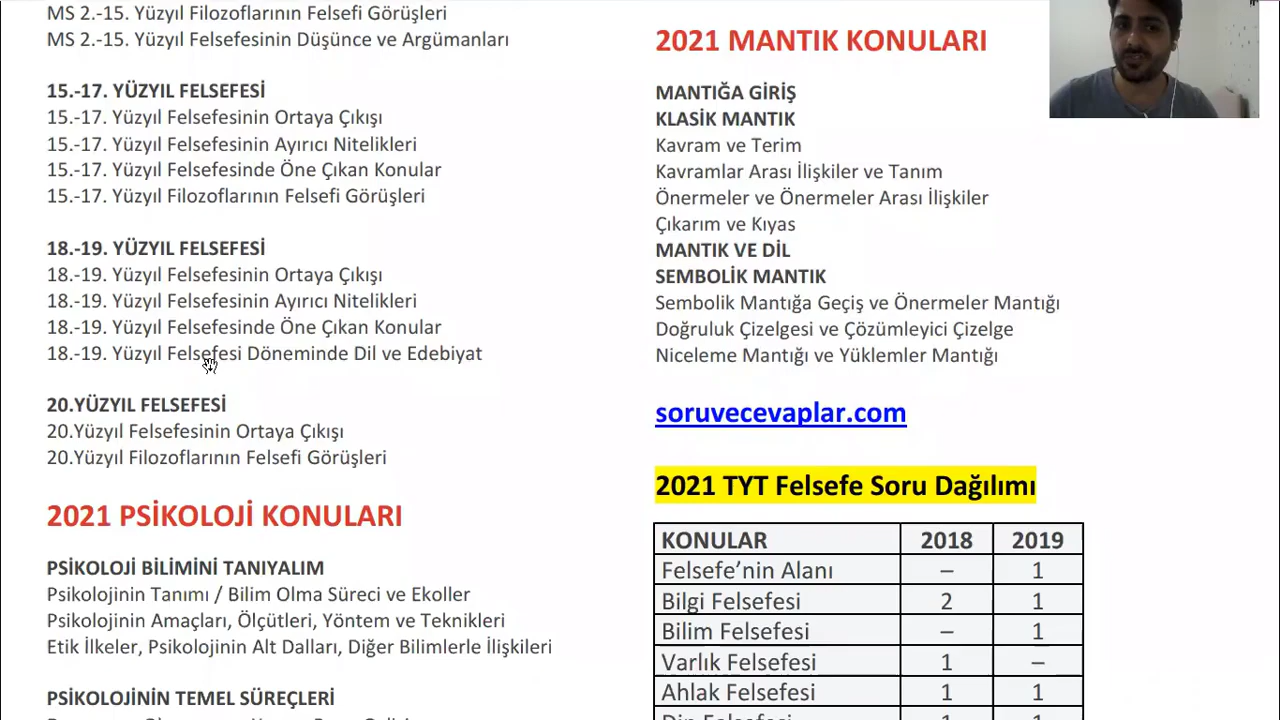 MS 2.-15. Yüzyıl Filozoflarının Felsefi Görüşleri
MS 2.-15. Yüzyıl Felsefesinin Düşünce ve Argümanları
15.-17. YÜZYIL FELSEFESİ
15.-17. Yüzyıl Felsefesinin Ortaya Çıkışı
15.-17. Yüzyıl Felsefesinin Ayırıcı Nitelikleri
15.-17. Yüzyıl Felsefesinde Öne Çıkan Konular
15.-17. Yüzyıl Filozoflarının Felsefi Görüşleri
18.-19. YÜZYIL FELSEFESİ
18.-19. Yüzyıl Felsefesinin Ortaya Çıkışı
18.-19. Yüzyıl Felsefesinin Ayırıcı Nitelikleri
18.-19. Yüzyıl Felsefesinde Öne Çıkan Konular
18.-19. Yüzyıl Felsefesi Döneminde Dil ve Edebiyat
20.YÜZYIL FELSEFESİ
20.Yüzyıl Felsefesinin Ortaya Çıkışı
20.Yüzyıl Filozoflarının Felsefi Görüşleri
2021 PSİKOLOJİ KONULARI
PSİKOLOJİ BİLİMİNİ TANIYALIM
Psikolojinin Tanımı / Bilim Olma Süreci ve Ekoller
Psikolojinin Amaçları, Ölçütleri, Yöntem ve Teknikleri
Etik İlkeler, Psikolojinin Alt Dalları, Diğer Bilimlerle İlişkileri
PSİKOLOJİNİN TEMEL SÜREÇLERİ
2021 MANTIK KONULARI
MANTIĞA GİRİŞ
KLASİK MANTIK
Kavram ve Terim
Kavramlar Arası İlişkiler ve Tanım
Önermeler ve Önermeler Arası İlişkiler
Çıkarım ve Kıyas
MANTIK VE DİL
SEMBOLİK MANTIK
Sembolik Mantığa Geçiş ve Önermeler Mantığı
Doğruluk Çizelgesi ve Çözümleyici Çizelge
Niceleme Mantığı ve Yüklemler Mantığı
soruvecevaplar.com
2021 TYT Felsefe Soru Dağılımı
KONULAR 2018 2019
Felsefe’nin Alanı – 1
Bilgi Felsefesi 2 1
Bilim Felsefesi – 1
Varlık Felsefesi 1 –
Ahlak Felsefesi 1 1